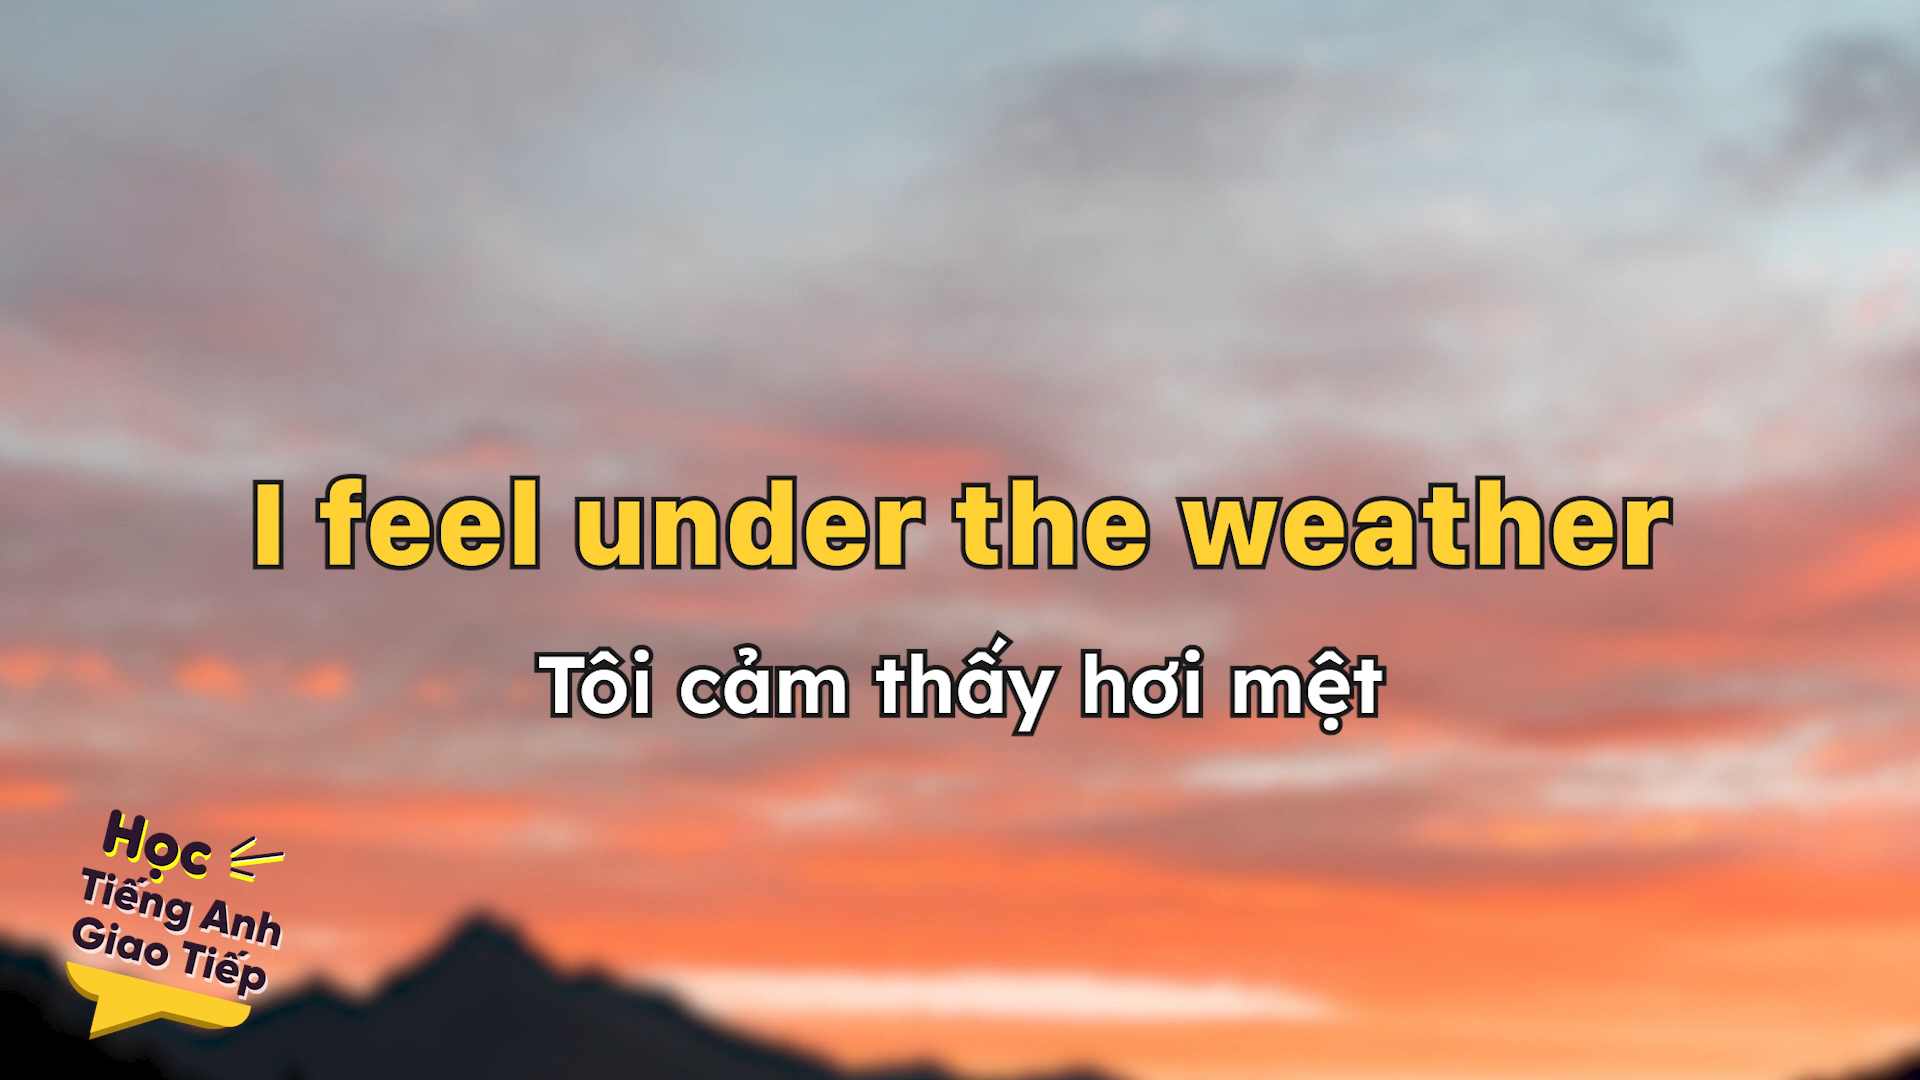 I feel under the weather
Tôi cảm thấy hơi mệt
Học
Tiếng Anh
Giao Tiếp